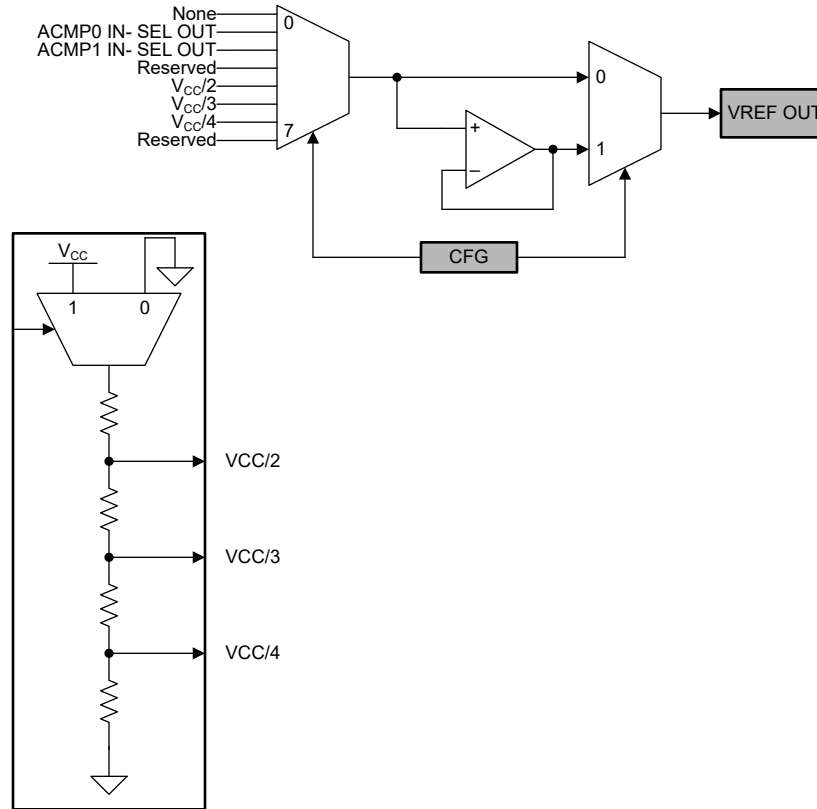 None
ACMP0 IN- SEL OUT
ACMP1 IN- SEL OUT
Reserved
VCC/2
VCC/3
VCC/4
Reserved
0
7
+
–
0
1
VREF OUT
CFG
VCC
1
0
VCC/2
VCC/3
VCC/4